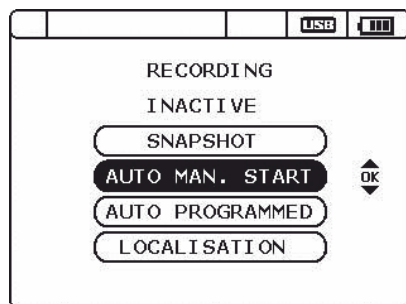 USB
RECORDING
INACTIVE
SNAPSHOT
AUTO MAN. START
OK
AUTO PROGRAMMED
LOCALISATION